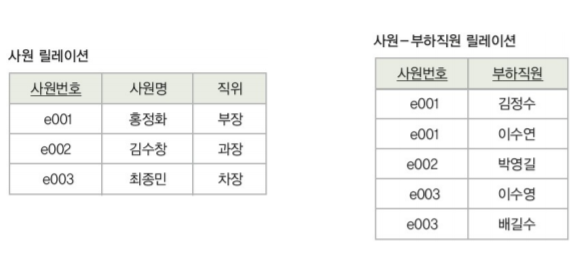 사원 릴레이션
사원번호 사원명 직위
e001 홍정화 부장
e002 김수창 과장
e003 최종민 차장
사원-부하직원 릴레이션
사원번호 부하직원
e001 김정수
e001 이수연
e002 박영길
e003 이수영
e003 배길수